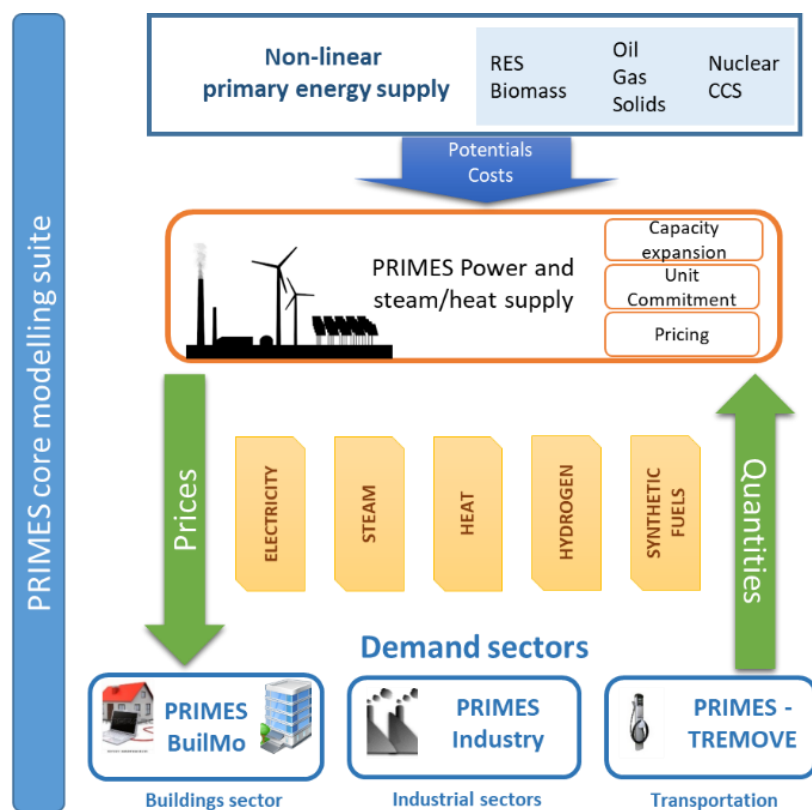 PRIMES core modelling suite
Non-linear
primary energy supply
RES
Biomass
Oil
Gas
Solids
Nuclear
CCS
Potentials
Costs
PRIMES Power and
steam/heat supply
Capacity
expansion
Unit
Commitment
Pricing
Prices
ELECTRICITY
STEAM
HEAT
HYDROGEN
SYNTHETIC
FUELS
Quantities
Demand sectors
PRIMES
BuilMo
PRIMES
Industry
PRIMES -
TREMOVE
Buildings sector
Industrial sectors
Transportation